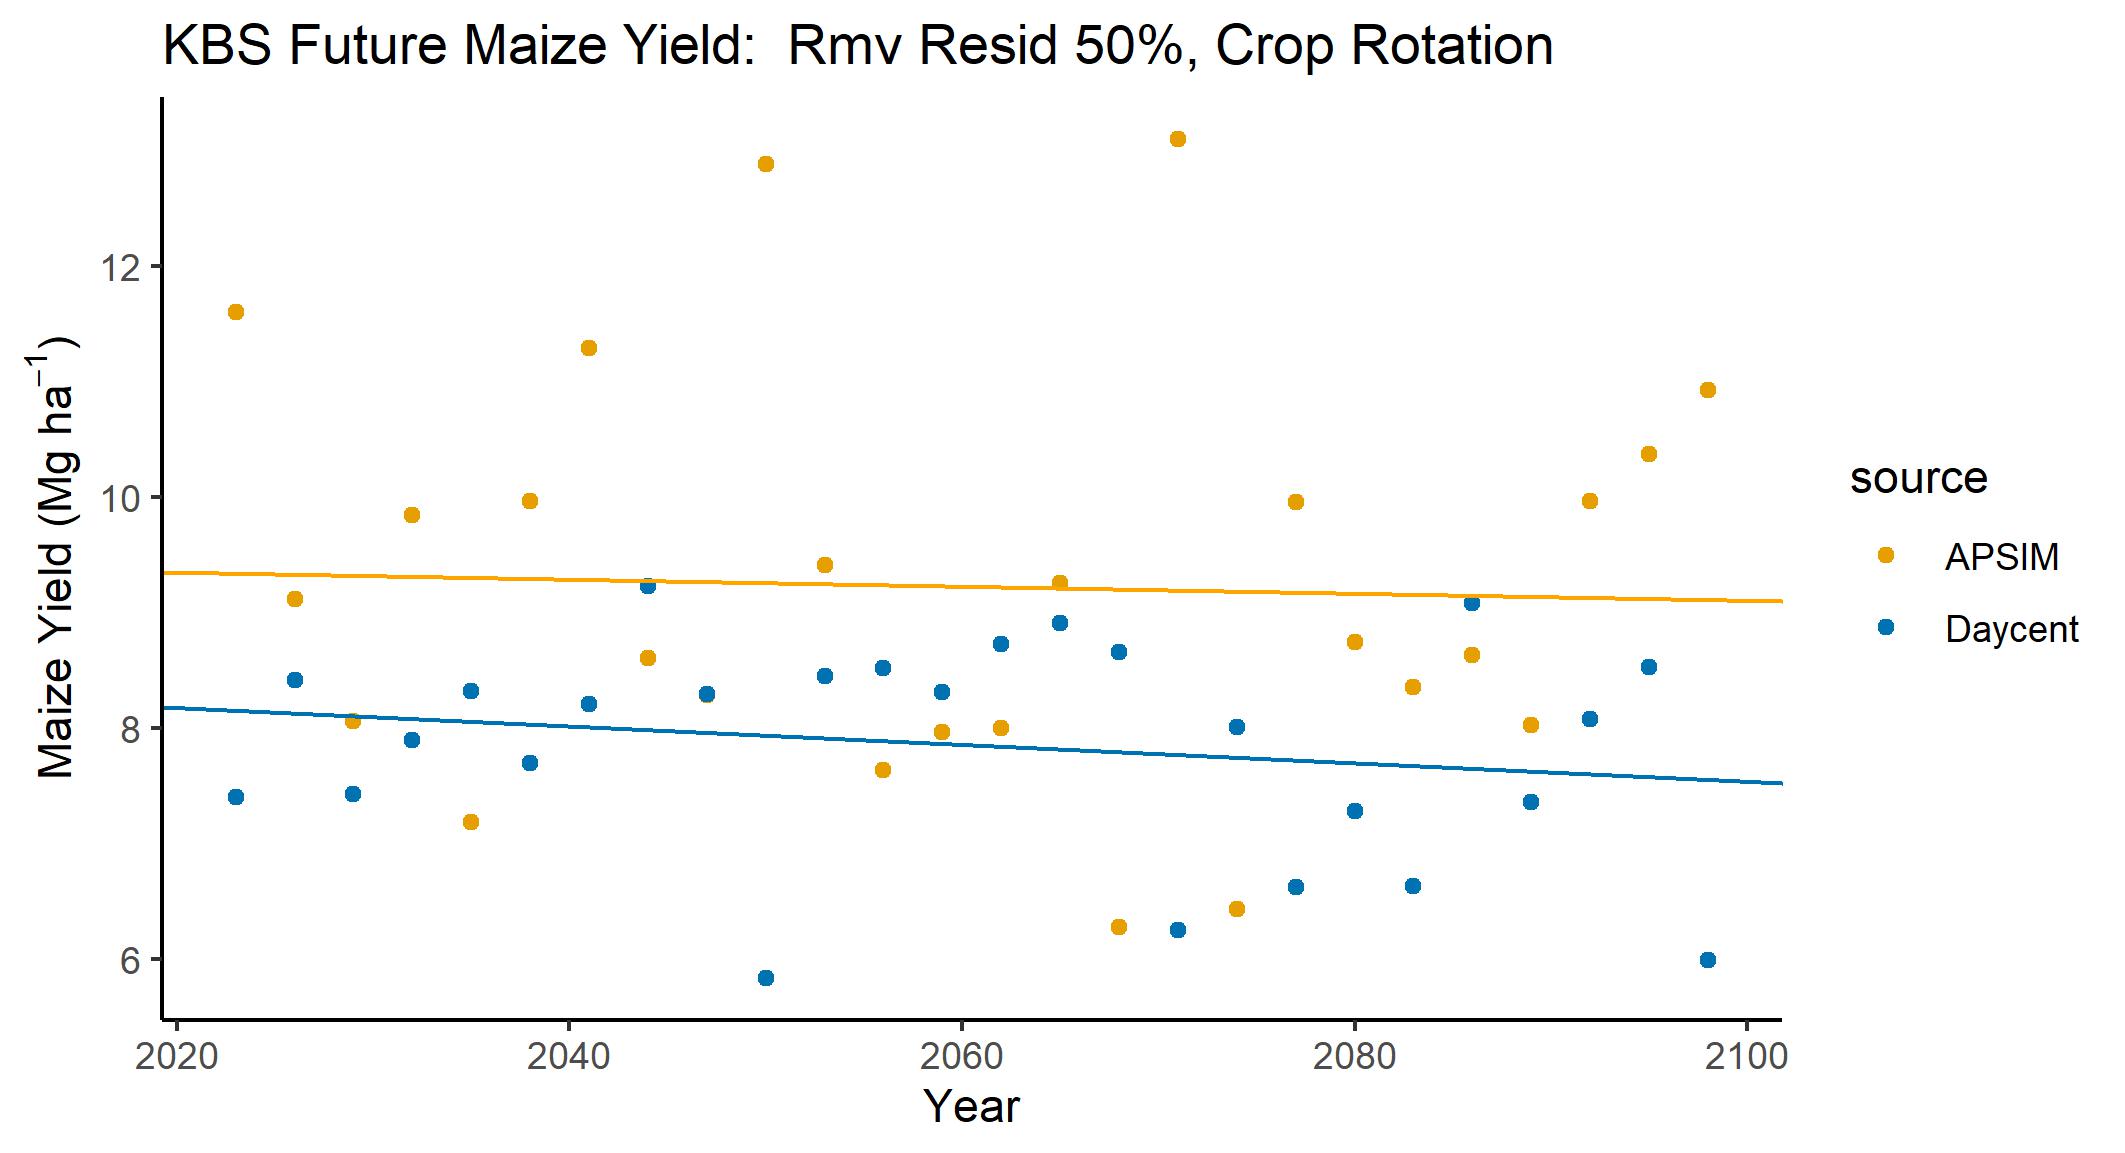 KBS Future Maize Yield:  Rmv Resid 50%, Crop Rotation
Maize Yield (Mg ha⁻¹)
12
10
8
6
2020 2040 2060 2080 2100
Year
source
APSIM
Daycent